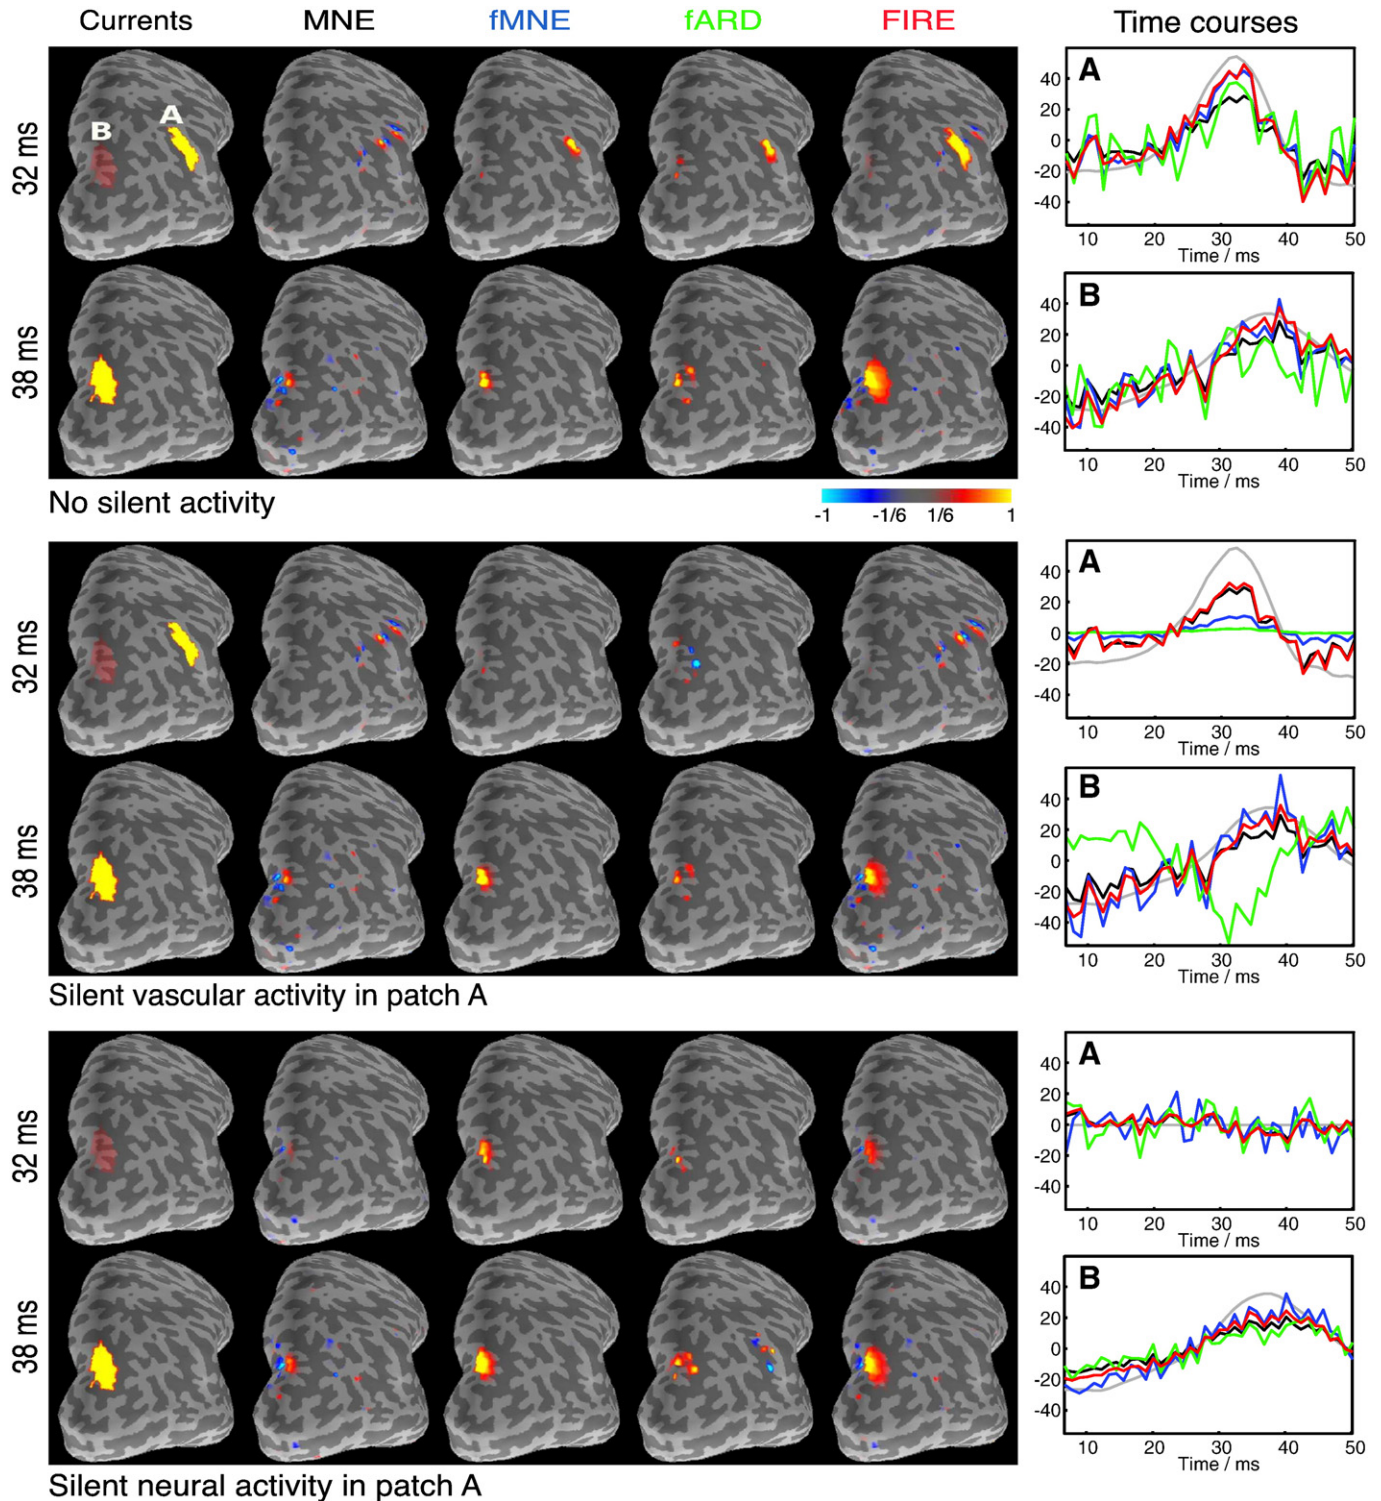 Currents MNE fMNE fARD FIRE Time courses
32 ms
B A
A
40
20
0
-20
-40
10 20 30 40 50
Time / ms
38 ms
B
40
20
0
-20
-40
10 20 30 40 50
Time / ms
No silent activity
-1 -1/6 1/6 1
32 ms
A
40
20
0
-20
-40
10 20 30 40 50
Time / ms
38 ms
B
40
20
0
-20
-40
10 20 30 40 50
Time / ms
Silent vascular activity in patch A
32 ms
A
40
20
0
-20
-40
10 20 30 40 50
Time / ms
38 ms
B
40
20
0
-20
-40
10 20 30 40 50
Time / ms
Silent neural activity in patch A